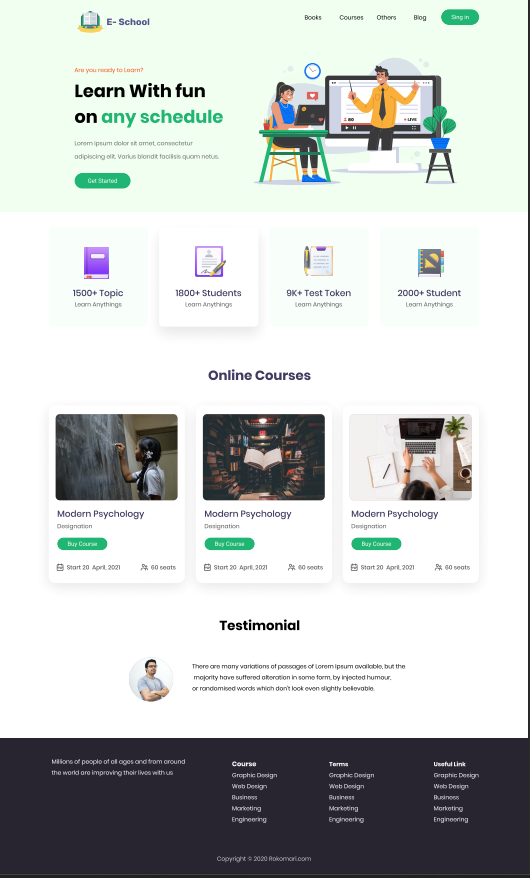 E- School
Books Courses Others Blog Sing in
Are you ready to Learn?
Learn With fun
on any schedule
Lorem ipsum dolor sit amet, consectetur
adipiscing elit. Varius blandit facilisis quam netus.
Get Started
LIVE
1500+ Topic
Learn Anythings
1800+ Students
Learn Anythings
9K+ Test Token
Learn Anythings
2000+ Student
Learn Anythings
Online Courses
Modern Psychology
Designation
Buy Course
Start 20 April, 2021 60 seats
Modern Psychology
Designation
Buy Course
Start 20 April, 2021 60 seats
Modern Psychology
Designation
Buy Course
Start 20 April, 2021 60 seats
Testimonial
There are many variations of passages of Lorem Ipsum available, but the
majority have suffered alteration in some form, by injected humour,
or randomised words which don't look even slightly believable.
Millions of people of all ages and from around
the world are improving their lives with us
Course
Graphic Design
Web Design
Business
Marketing
Engineering
Terms
Graphic Design
Web Design
Business
Marketing
Engineering
Useful Link
Graphic Design
Web Design
Business
Marketing
Engineering
Copyright © 2020 Rokomari.com